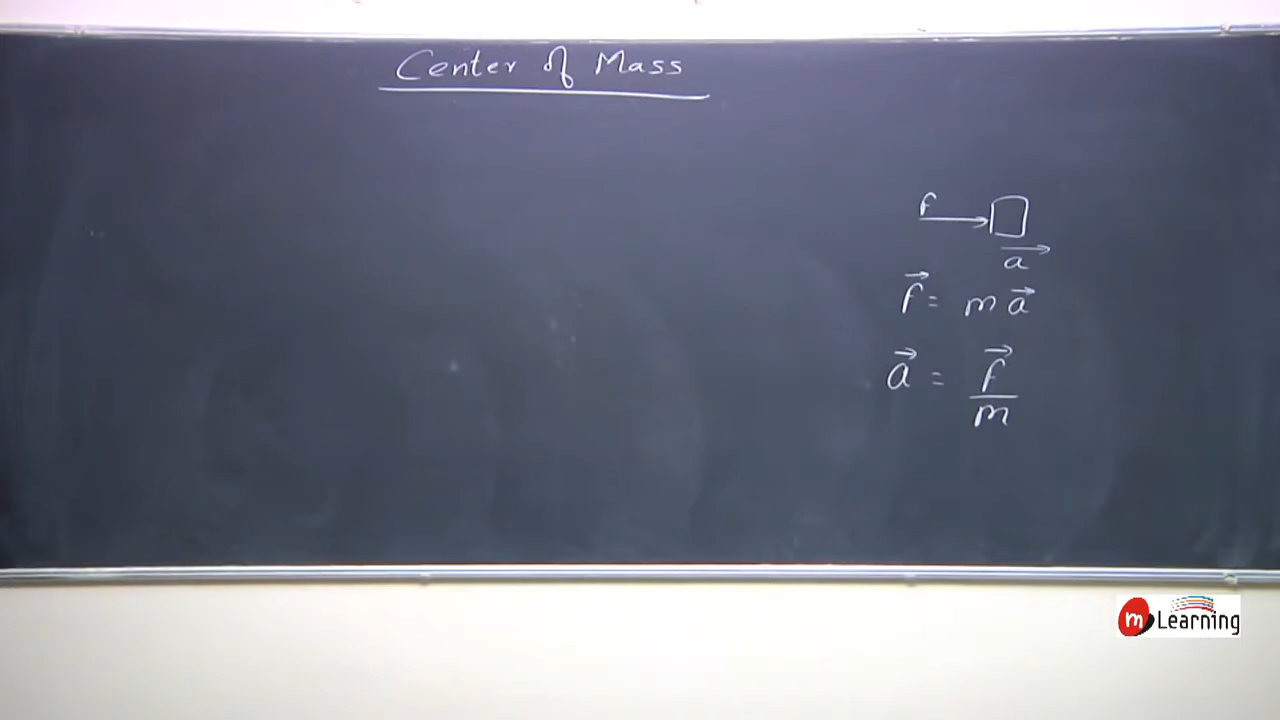 Center of Mass
f
a
f⃗ = m a⃗
a⃗ = f⃗/m
m Learning